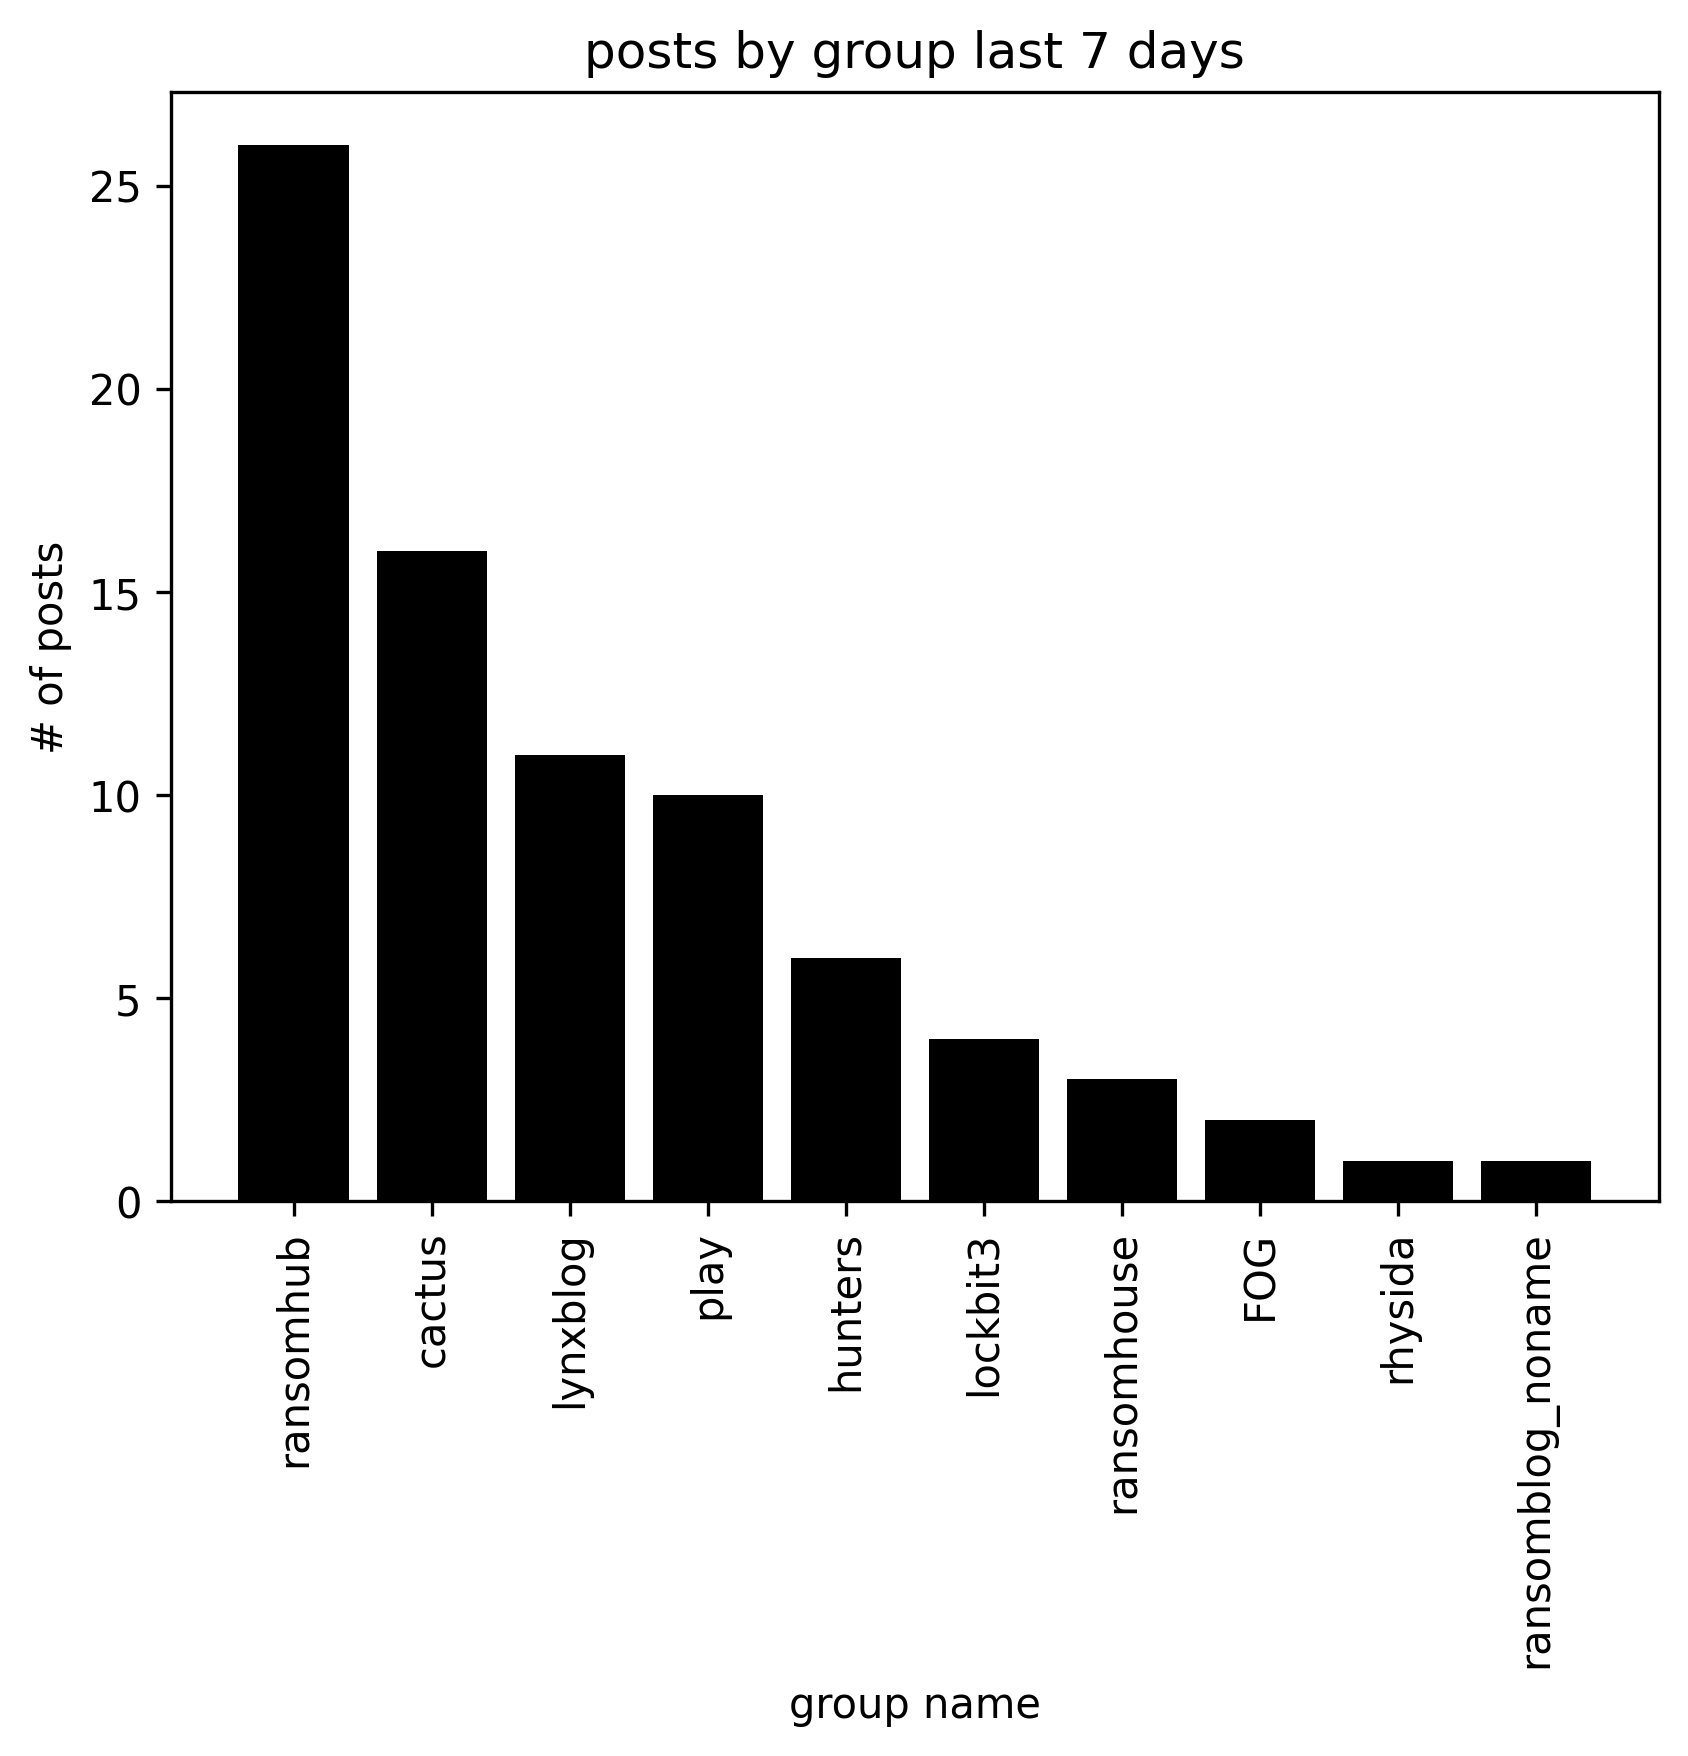 posts by group last 7 days
# of posts
25
20
15
10
5
0
ransomhub
cactus
lynxblog
play
hunters
lockbit3
ransomhouse
FOG
rhysida
ransomblog_noname
group name